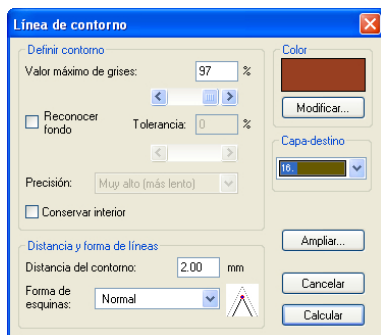 Línea de contorno
Definir contorno
Valor máximo de grises: 97 %
Reconocer fondo
Tolerancia: 0 %
Precisión: Muy alto (más lento)
Conservar interior
Distancia y forma de líneas
Distancia del contorno: 2.00 mm
Forma de esquinas: Normal
Color
Modificar...
Capa-destino
16.
Ampliar...
Cancelar
Calcular